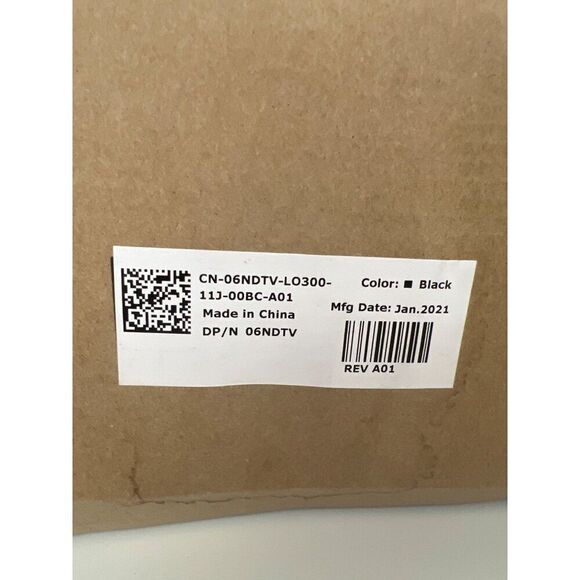 CN-06NDTV-LO300-
11J-00BC-A01
Made in China
DP/N 06NDTV
Color: ■ Black
Mfg Date: Jan.2021
REV A01